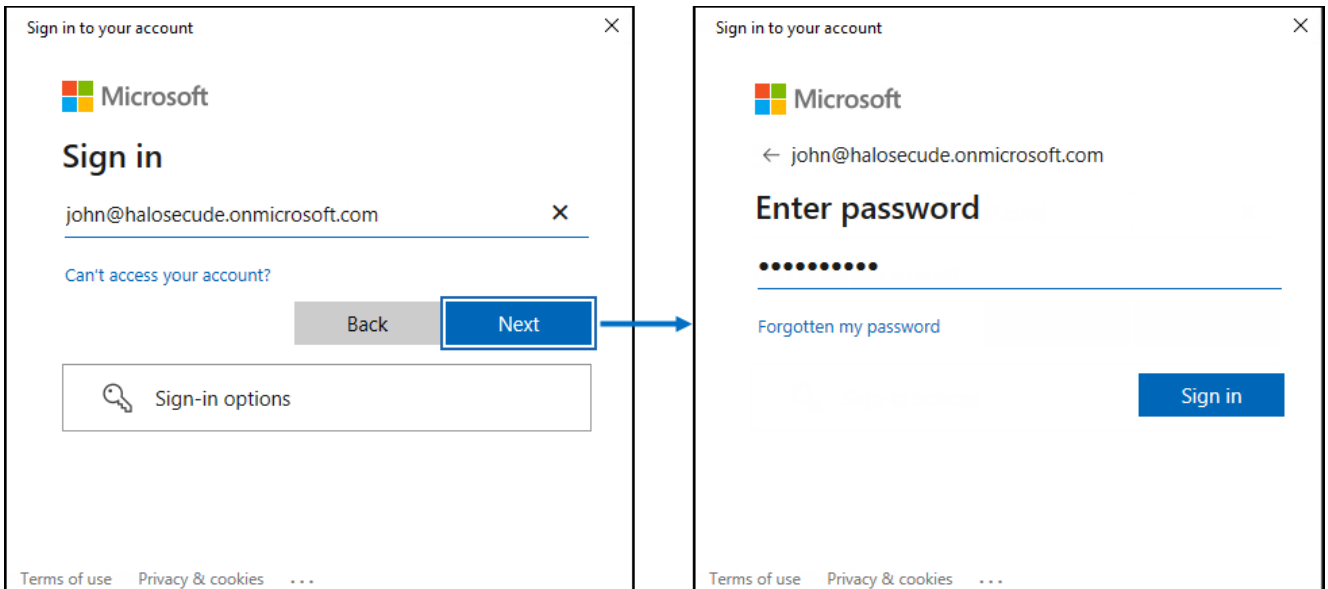 Sign in to your account
Microsoft
Sign in
john@halosecude.onmicrosoft.com
Can't access your account?
Back Next
Sign-in options
Terms of use Privacy & cookies ...
Sign in to your account
Microsoft
← john@halosecude.onmicrosoft.com
Enter password
••••••••••
Forgotten my password
Sign in
Terms of use Privacy & cookies ...